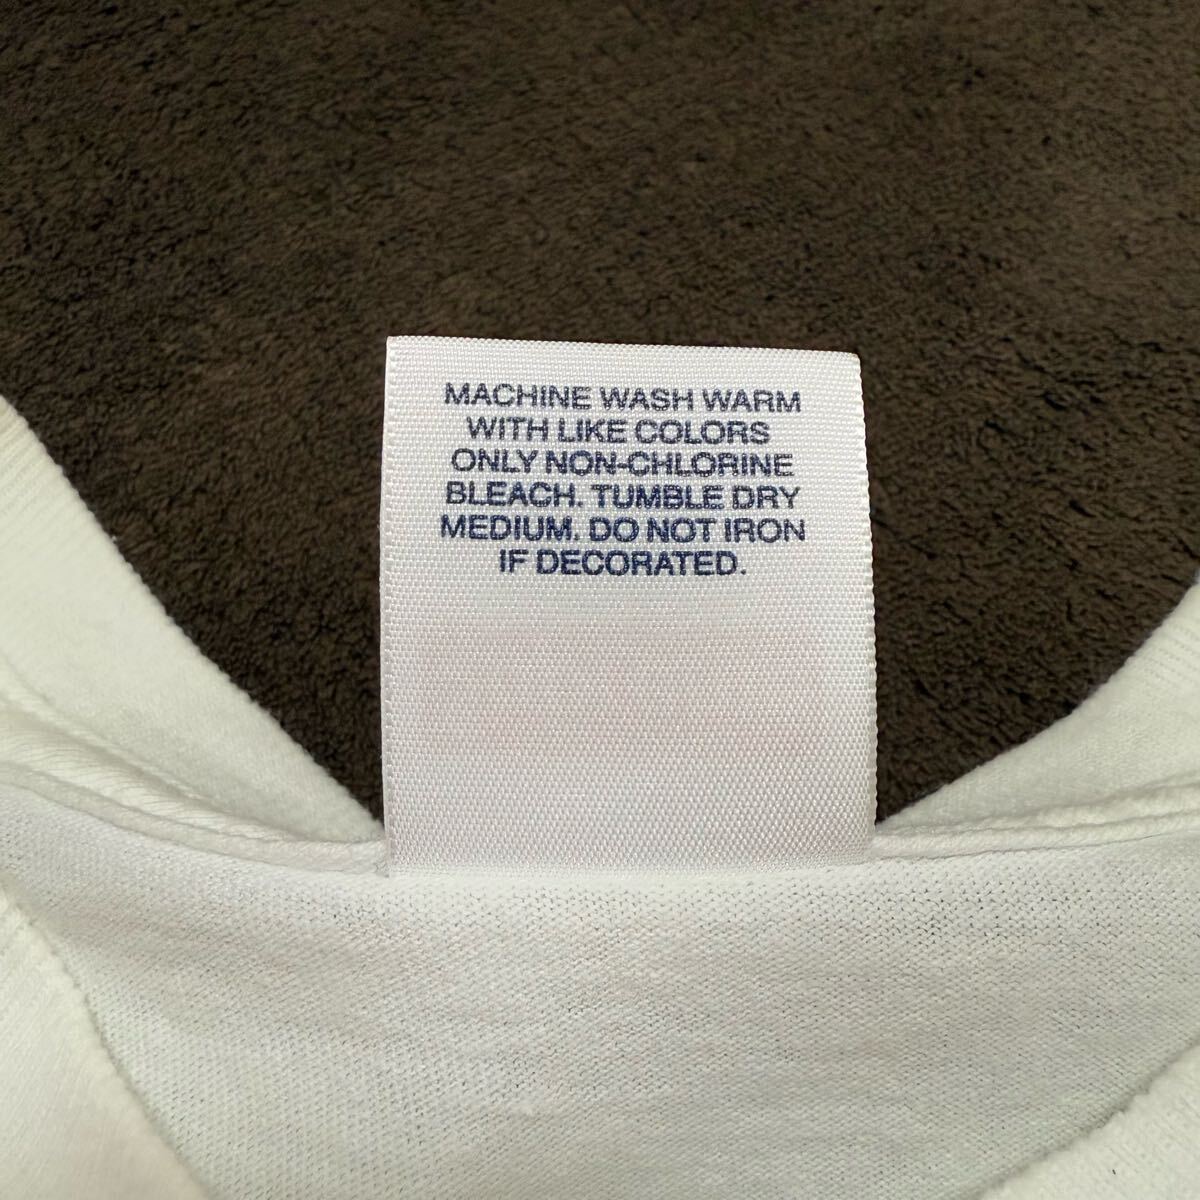 MACHINE WASH WARM
WITH LIKE COLORS
ONLY NON-CHLORINE
BLEACH. TUMBLE DRY
MEDIUM. DO NOT IRON
IF DECORATED.